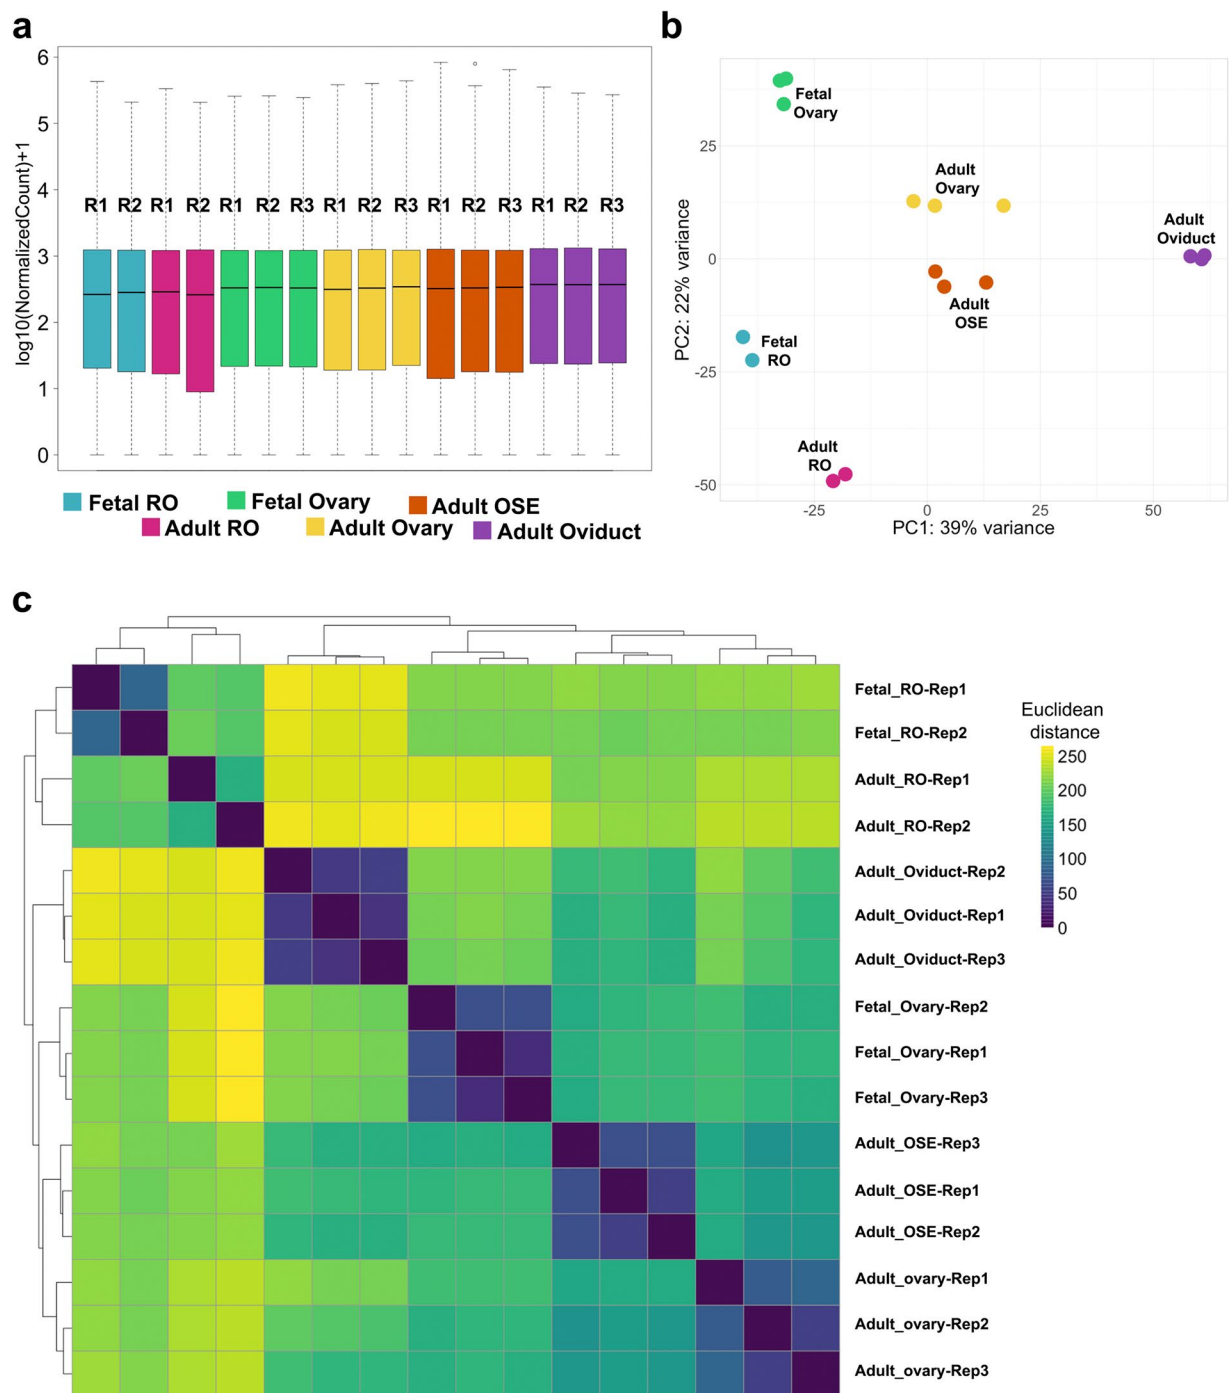 a
6
5
4
3
2
1
0
log10(NormalizedCount)+1
R1 R2 R1 R2 R1 R2 R3 R1 R2 R3 R1 R2 R3 R1 R2 R3
Fetal RO Fetal Ovary Adult OSE
Adult RO Adult Ovary Adult Oviduct
b
PC2: 22% variance
25
0
-25
-50
Fetal
Ovary
Adult
Ovary
Adult
Oviduct
Adult
OSE
Fetal
RO
Adult
RO
-25 0 25 50
PC1: 39% variance
c
Fetal_RO-Rep1
Fetal_RO-Rep2
Adult_RO-Rep1
Adult_RO-Rep2
Adult_Oviduct-Rep2
Adult_Oviduct-Rep1
Adult_Oviduct-Rep3
Fetal_Ovary-Rep2
Fetal_Ovary-Rep1
Fetal_Ovary-Rep3
Adult_OSE-Rep3
Adult_OSE-Rep1
Adult_OSE-Rep2
Adult_ovary-Rep1
Adult_ovary-Rep2
Adult_ovary-Rep3
Euclidean
distance
250
200
150
100
50
0